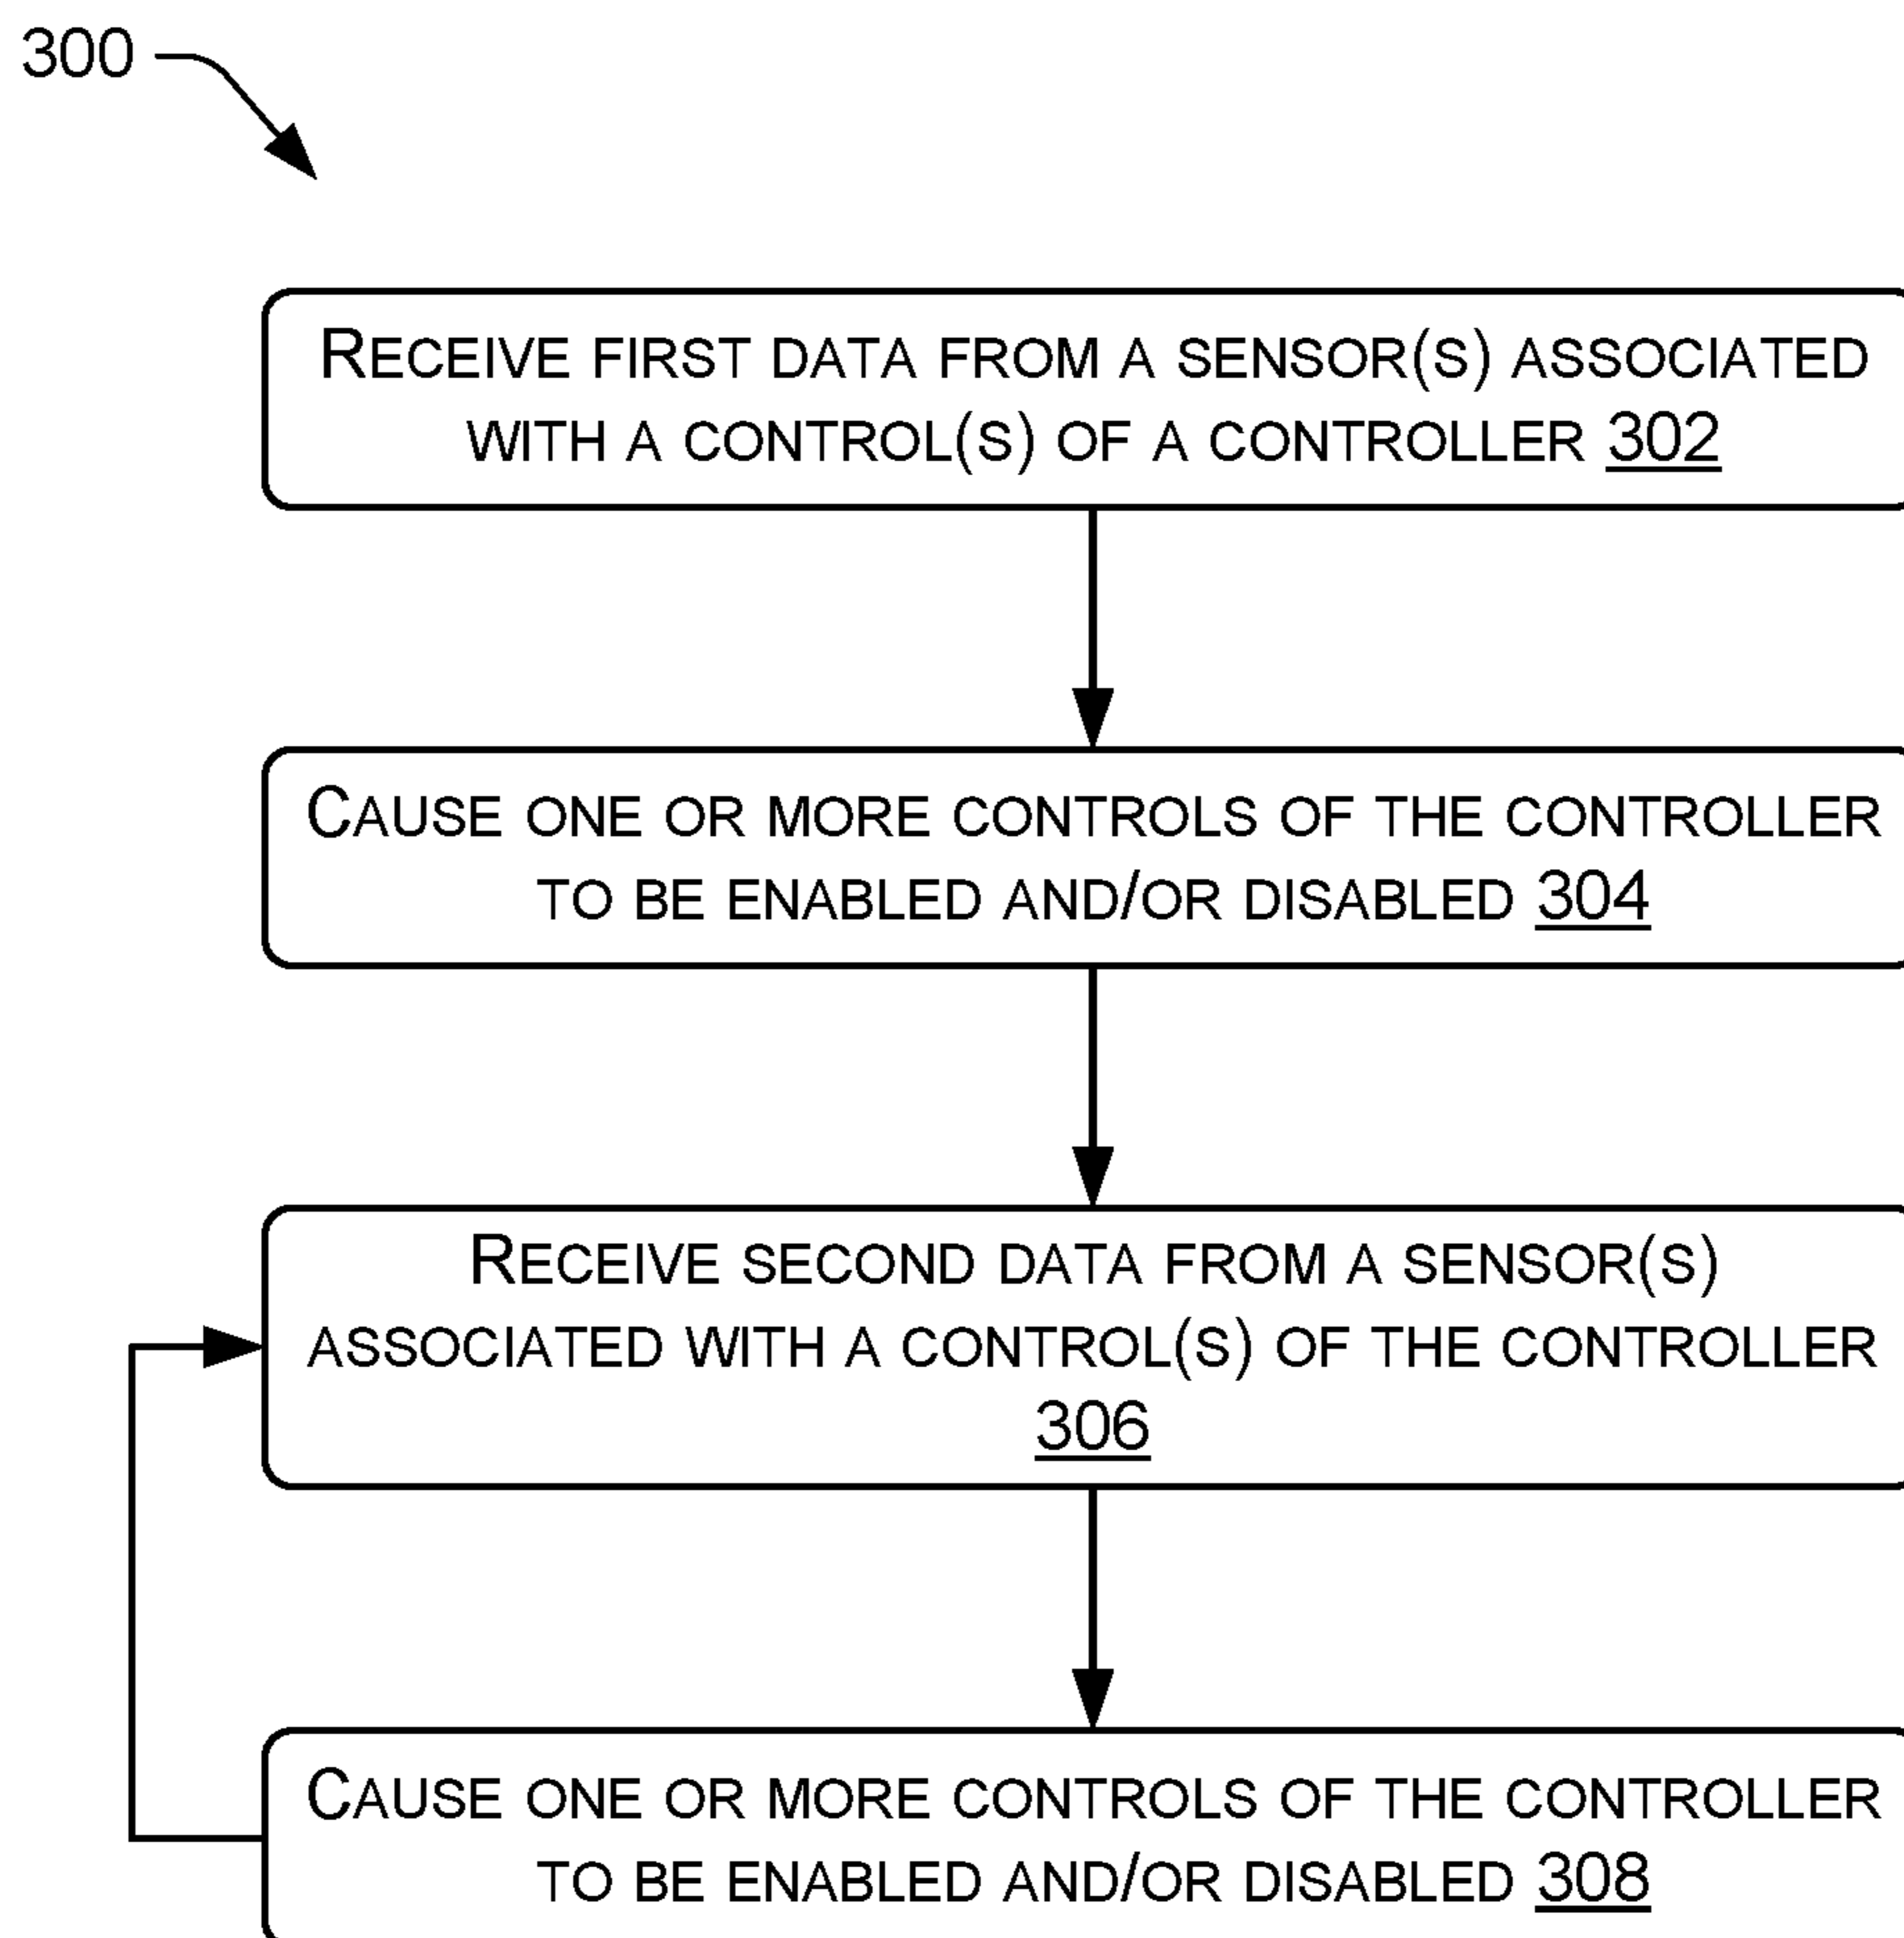 300
RECEIVE FIRST DATA FROM A SENSOR(S) ASSOCIATED
WITH A CONTROL(S) OF A CONTROLLER 302
CAUSE ONE OR MORE CONTROLS OF THE CONTROLLER
TO BE ENABLED AND/OR DISABLED 304
RECEIVE SECOND DATA FROM A SENSOR(S)
ASSOCIATED WITH A CONTROL(S) OF THE CONTROLLER
306
CAUSE ONE OR MORE CONTROLS OF THE CONTROLLER
TO BE ENABLED AND/OR DISABLED 308